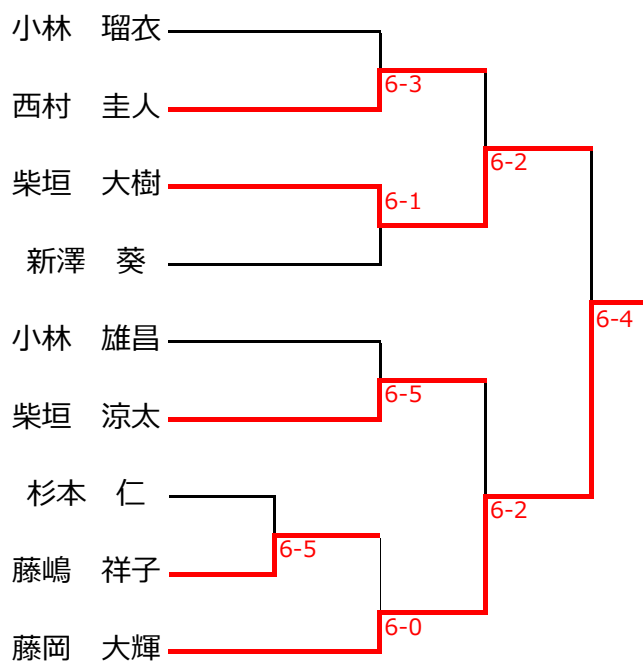 小林　瑠衣
6-3
西村　圭人
6-2
柴垣　大樹
6-1
新澤　葵
6-4
小林　雄昌
6-5
柴垣　涼太
杉本　仁
6-2
6-5
藤嶋　祥子
6-0
藤岡　大輝